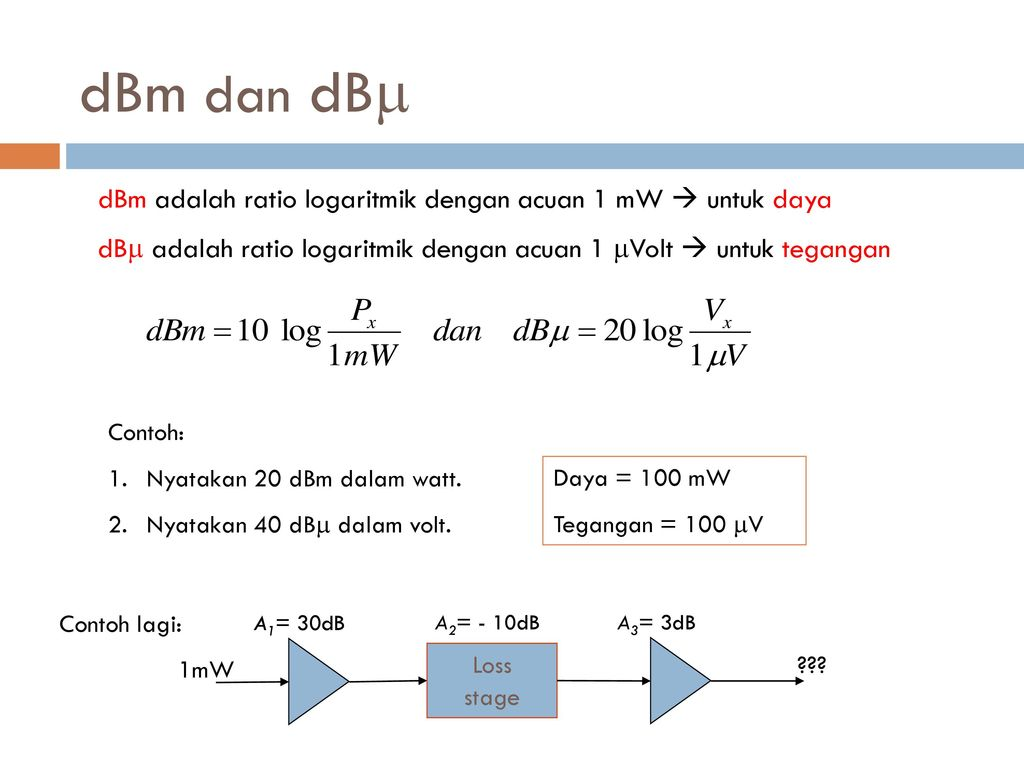 dBm dan dBμ
dBm adalah ratio logaritmik dengan acuan 1 mW → untuk daya
dBμ adalah ratio logaritmik dengan acuan 1 μVolt → untuk tegangan
dBm = 10 log Px / 1mW dan dBμ = 20 log Vx / 1μV
Contoh:
1. Nyatakan 20 dBm dalam watt. Daya = 100 mW
2. Nyatakan 40 dBμ dalam volt. Tegangan = 100 μV
Contoh lagi: A1= 30dB A2= - 10dB A3= 3dB
1mW Loss ???
stage